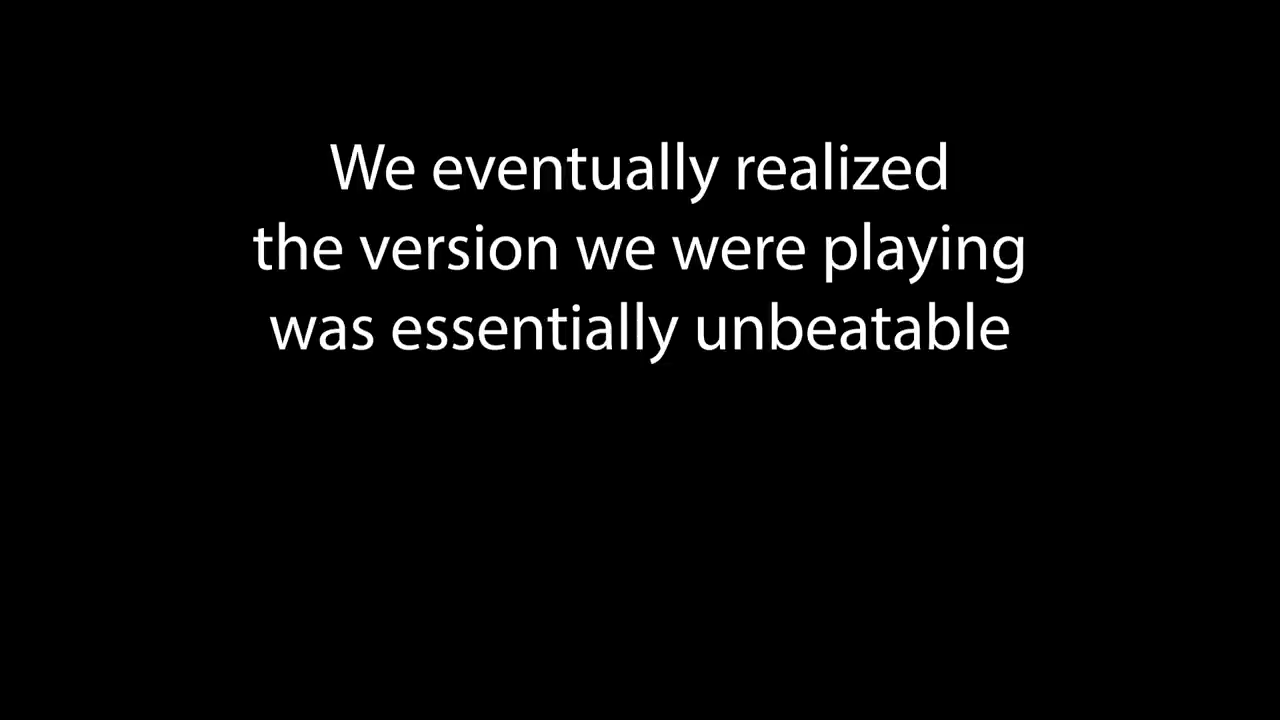 We eventually realized
the version we were playing
was essentially unbeatable